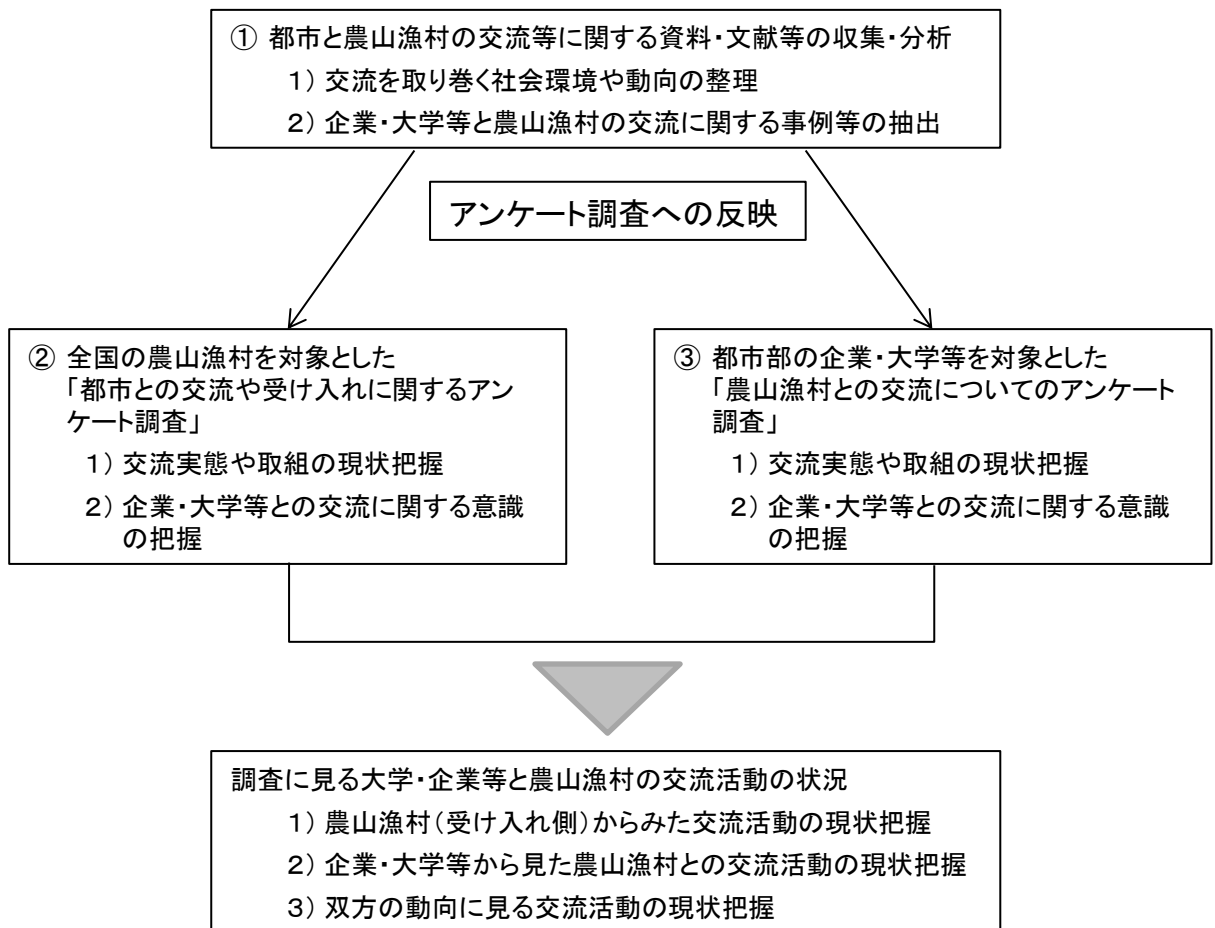 ① 都市と農山漁村の交流等に関する資料・文献等の収集・分析
1） 交流を取り巻く社会環境や動向の整理
2） 企業・大学等と農山漁村の交流に関する事例等の抽出
アンケート調査への反映
② 全国の農山漁村を対象とした
「都市との交流や受け入れに関するアン
ケート調査」
1） 交流実態や取組の現状把握
2） 企業・大学等との交流に関する意識
の把握
③ 都市部の企業・大学等を対象とした
「農山漁村との交流についてのアンケート
調査」
1） 交流実態や取組の現状把握
2） 企業・大学等との交流に関する意識
の把握
調査に見る大学・企業等と農山漁村の交流活動の状況
1） 農山漁村（受け入れ側）からみた交流活動の現状把握
2） 企業・大学等から見た農山漁村との交流活動の現状把握
3） 双方の動向に見る交流活動の現状把握